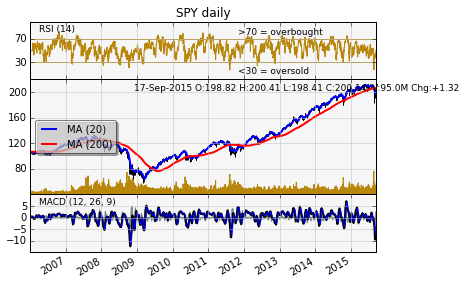 SPY daily
RSI (14)
>70 = overbought
70
30
<30 = oversold
17-Sep-2015 O:198.82 H:200.41 L:198.41 C:200. V:95.0M Chg:+1.32
200
160
120
80
MA (20)
MA (200)
MACD (12, 26, 9)
5
0
−5
−10
2007 2008 2009 2010 2011 2012 2013 2014 2015